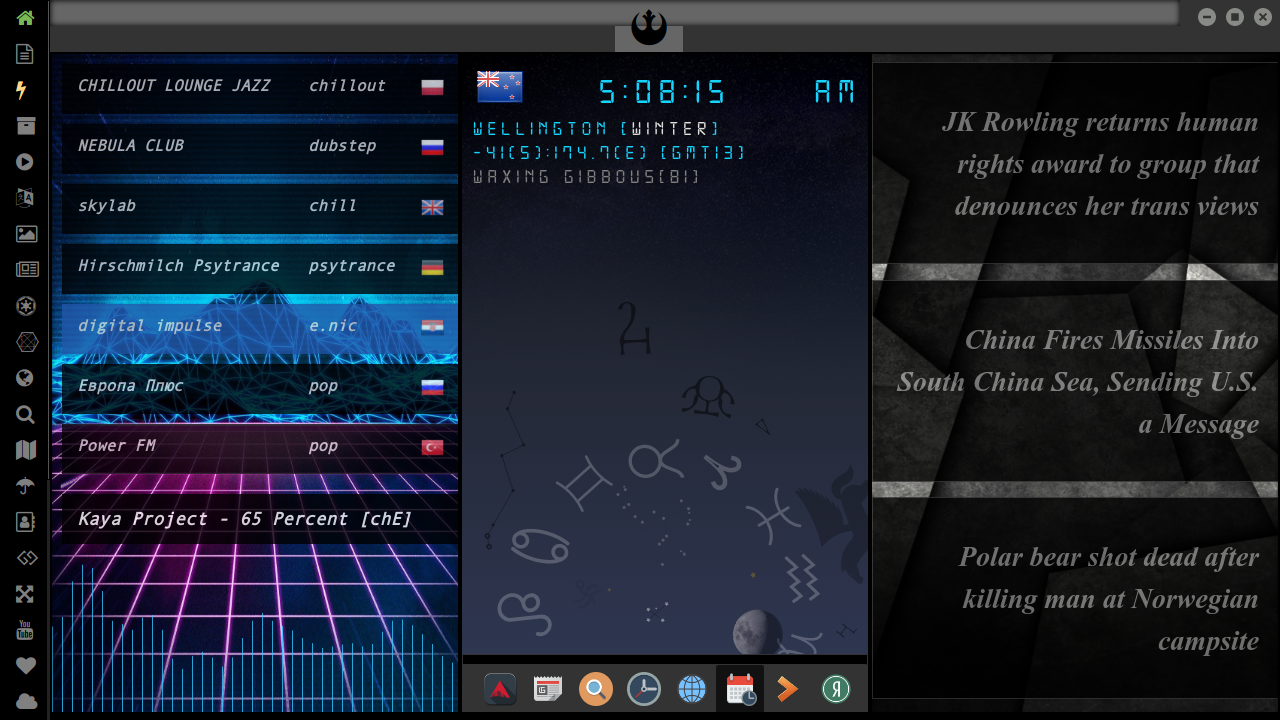 CHILLOUT LOUNGE JAZZ chillout
NEBULA CLUB dubstep
skylab chill
Hirschmilch Psytrance psytrance
digital impulse e.nic
Европа Плюс pop
Power FM pop
Kaya Project - 65 Percent [chE]
5:08:15 AM
WELLINGTON [WINTER]
-41(S):174.7(E) [GMT13]
WAXING GIBBOUS[81]
JK Rowling returns human
rights award to group that
denounces her trans views
China Fires Missiles Into
South China Sea, Sending U.S.
a Message
Polar bear shot dead after
killing man at Norwegian
campsite
You
Tube
Я